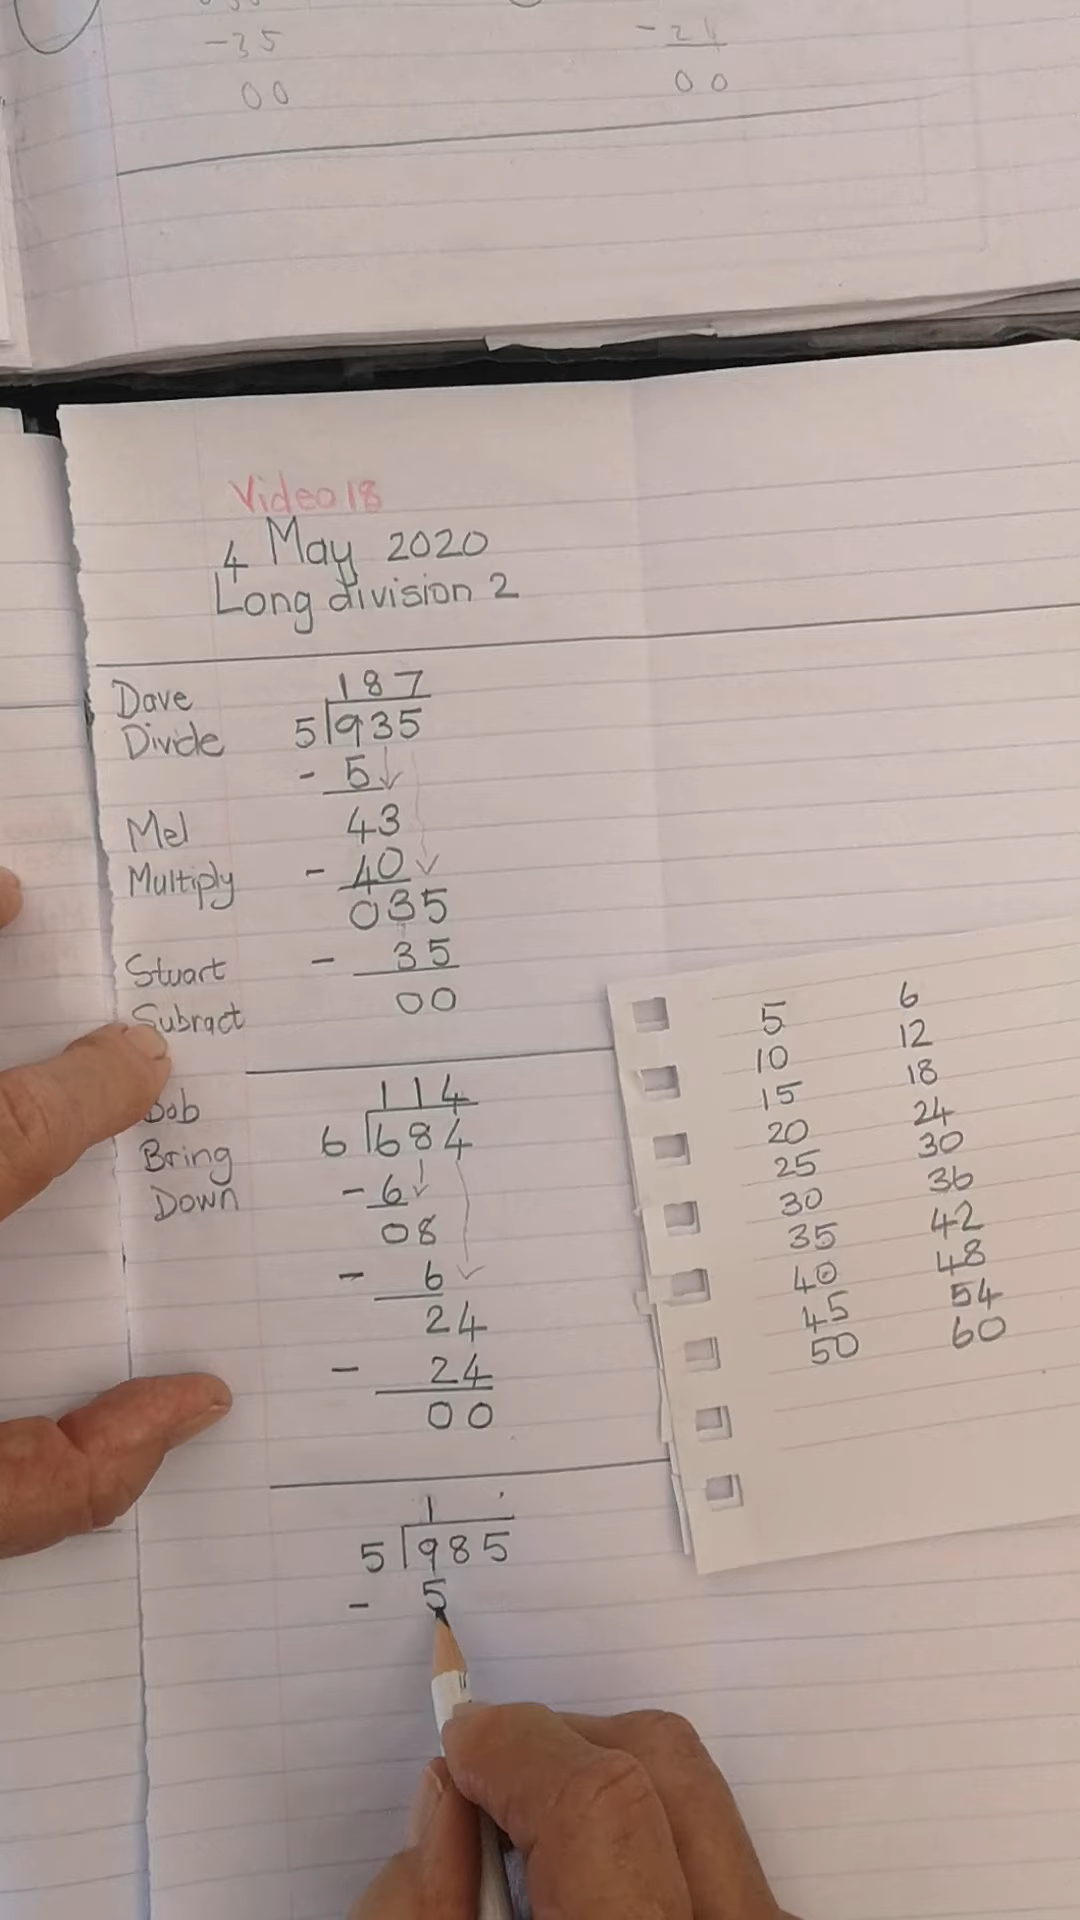 -35
00
00
Video 18
4 May 2020
Long division 2
Dave
Divide
Mel
Multiply
Stuart
Subract
Bob
Bring
Down
187
5 935
- 5
43
- 40
035
- 35
00
114
6 684
- 6
08
- 6
24
- 24
00
1
5 985
- 5
5 6
10 12
15 18
20 24
25 30
30 36
35 42
40 48
45 54
50 60